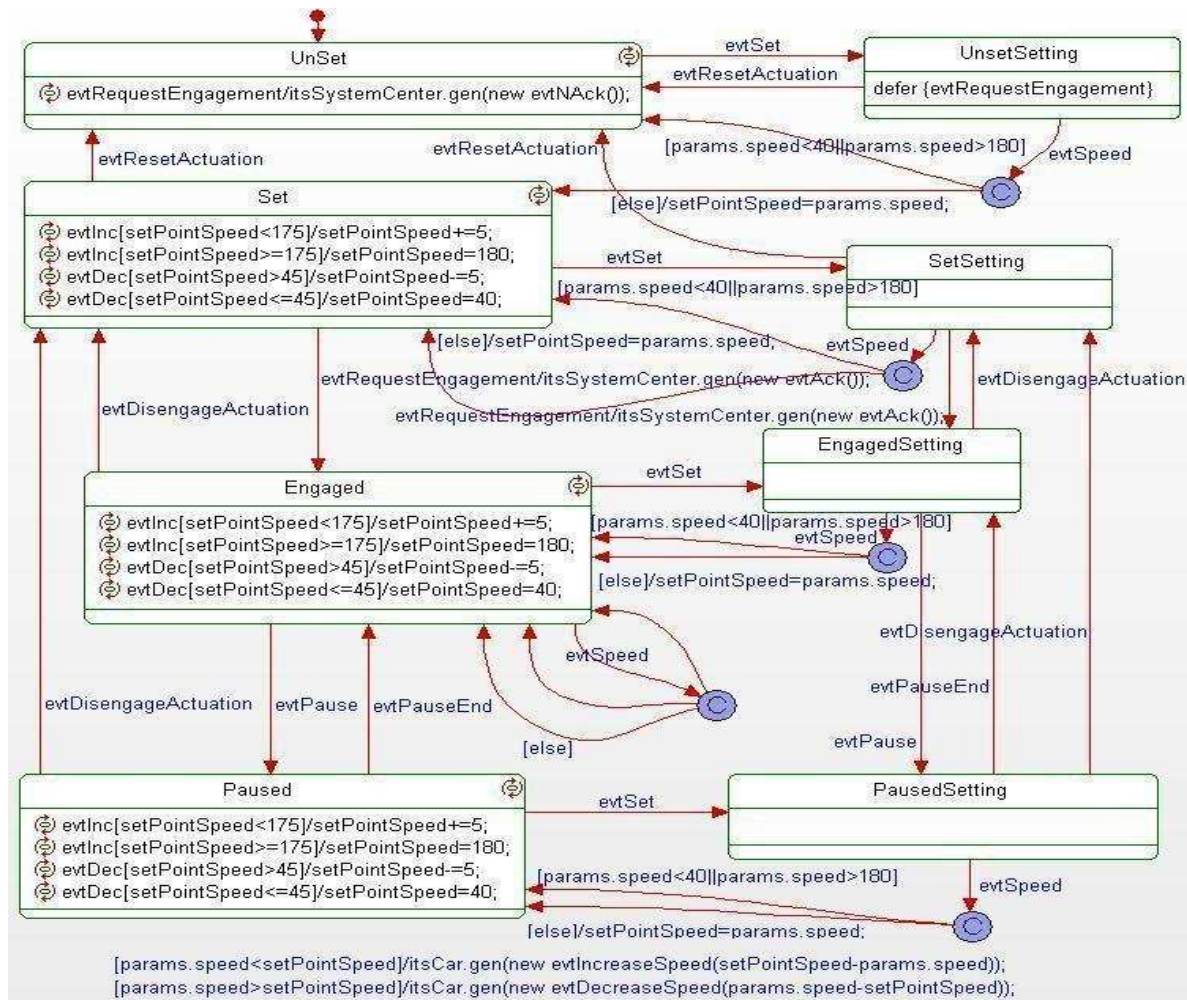 UnSet
evtRequestEngagement/itsSystemCenter.gen(new evtNAck());
evtSet
UnsetSetting
evtResetActuation
defer {evtRequestEngagement}
evtResetActuation
evtResetActuation
[params.speed<40||params.speed>180]
evtSpeed
Set
[else]/setPointSpeed=params.speed;
evtInc[setPointSpeed<175]/setPointSpeed+=5;
evtInc[setPointSpeed>=175]/setPointSpeed=180;
evtDec[setPointSpeed>45]/setPointSpeed-=5;
evtDec[setPointSpeed<=45]/setPointSpeed=40;
evtSet
SetSetting
[params.speed<40||params.speed>180]
[else]/setPointSpeed=params.speed;
evtSpeed
evtRequestEngagement/itsSystemCenter.gen(new evtAck());
evtDisengageActuation
evtDisengageActuation
evtRequestEngagement/itsSystemCenter.gen(new evtAck());
EngagedSetting
Engaged
evtSet
evtInc[setPointSpeed<175]/setPointSpeed+=5;
evtInc[setPointSpeed>=175]/setPointSpeed=180;
evtDec[setPointSpeed>45]/setPointSpeed-=5;
evtDec[setPointSpeed<=45]/setPointSpeed=40;
[params.speed<40||params.speed>180]
evtSpeed
[else]/setPointSpeed=params.speed;
evtSpeed
evtDisengageActuation
evtDisengageActuation
evtPause
evtPauseEnd
evtPauseEnd
[else]
evtPause
Paused
evtSet
PausedSetting
evtInc[setPointSpeed<175]/setPointSpeed+=5;
evtInc[setPointSpeed>=175]/setPointSpeed=180;
evtDec[setPointSpeed>45]/setPointSpeed-=5;
evtDec[setPointSpeed<=45]/setPointSpeed=40;
[params.speed<40||params.speed>180]
evtSpeed
[else]/setPointSpeed=params.speed;
[params.speed<setPointSpeed]/itsCar.gen(new evtIncreaseSpeed(setPointSpeed-params.speed));
[params.speed>setPointSpeed]/itsCar.gen(new evtDecreaseSpeed(params.speed-setPointSpeed));